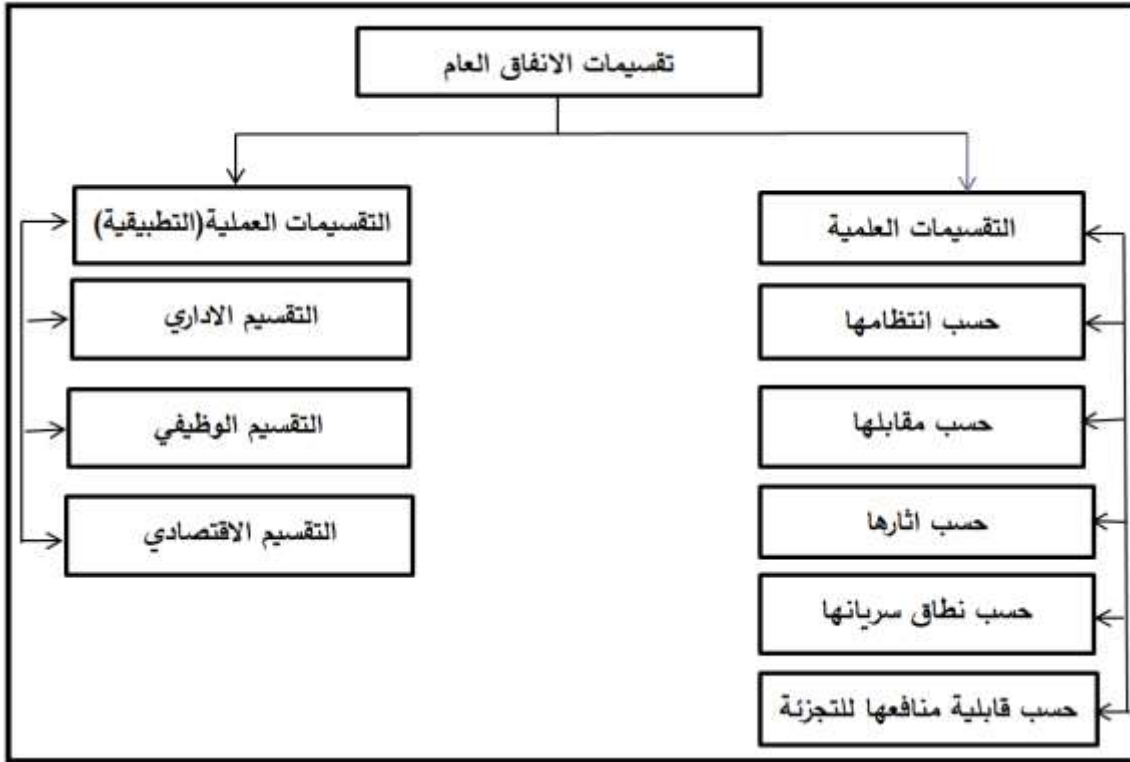 تقسيمات الانفاق العام
التقسيمات العلمية
حسب انتظامها
حسب مقابلها
حسب اثارها
حسب نطاق سريانها
حسب قابلية منافعها للتجزئة
التقسيمات العملية(التطبيقية)
التقسيم الاداري
التقسيم الوظيفي
التقسيم الاقتصادي